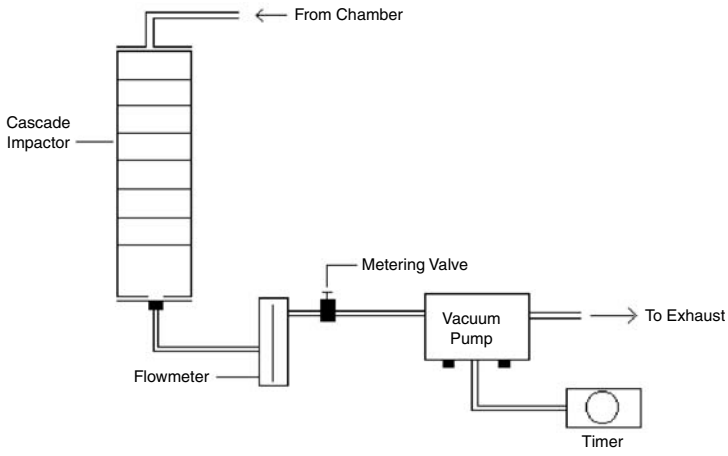 From Chamber
Cascade
Impactor
Metering Valve
Vacuum
Pump
To Exhaust
Flowmeter
Timer